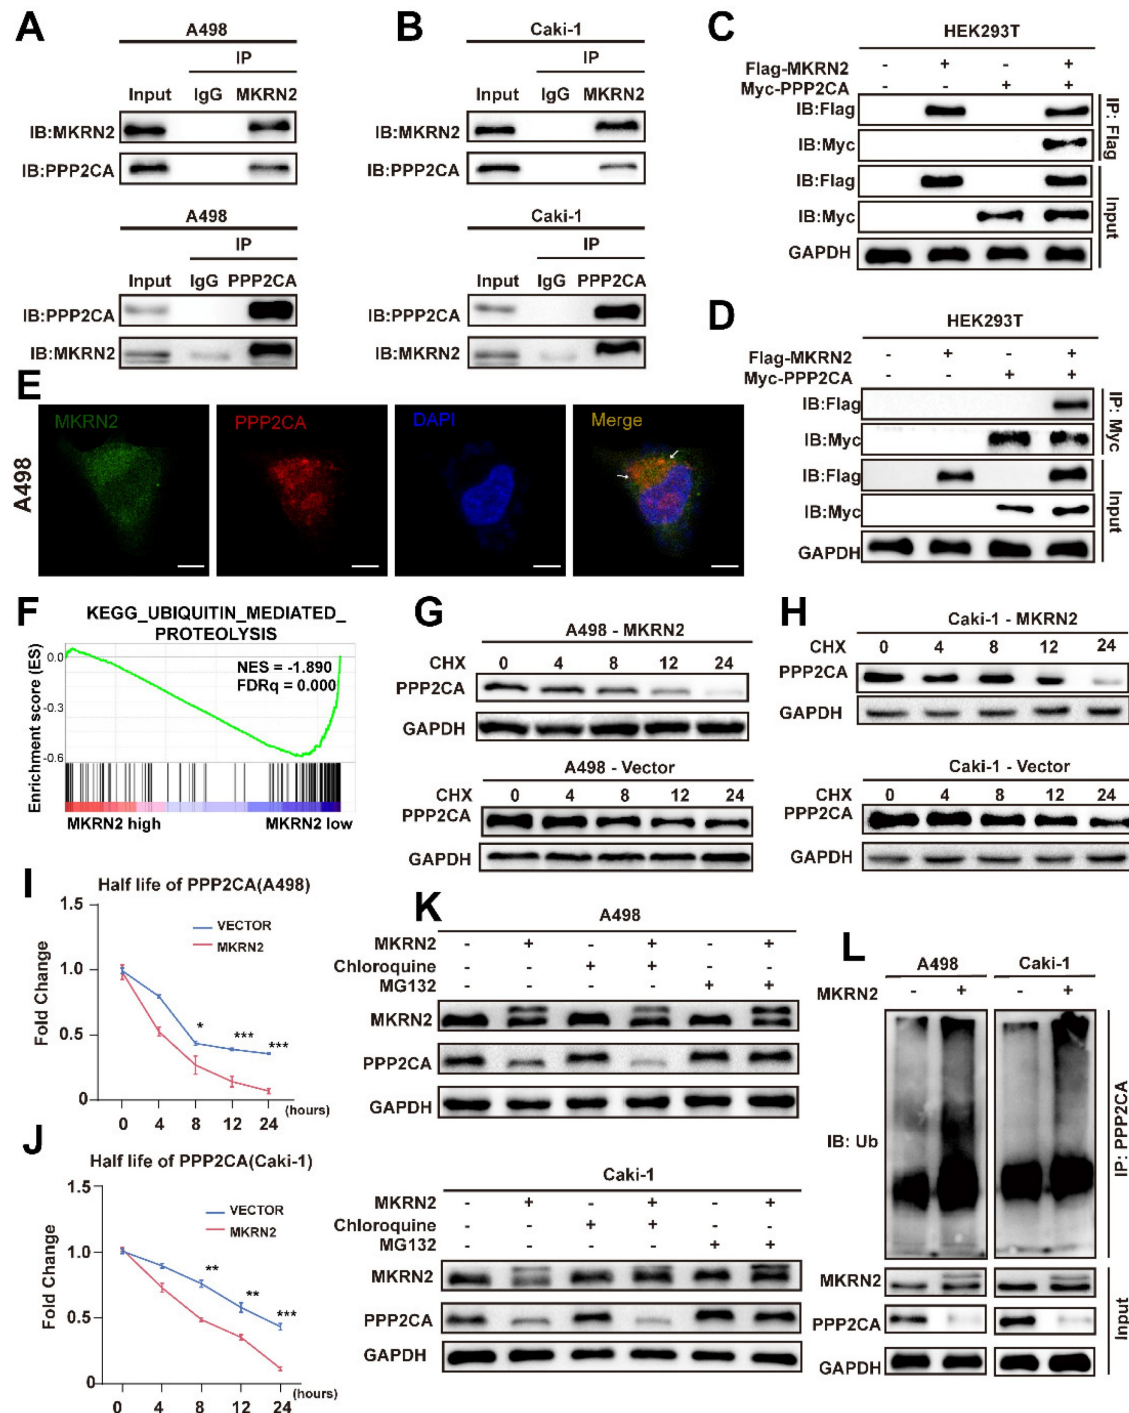 A
A498
IP
Input IgG MKRN2
IB:MKRN2
IB:PPP2CA
A498
IP
Input IgG PPP2CA
IB:PPP2CA
IB:MKRN2
B
Caki-1
IP
Input IgG MKRN2
IB:MKRN2
IB:PPP2CA
Caki-1
IP
Input IgG PPP2CA
IB:PPP2CA
IB:MKRN2
C
HEK293T
Flag-MKRN2 - + - +
Myc-PPP2CA - - + +
IB:Flag
IB:Myc
IP: Flag
IB:Flag
IB:Myc
GAPDH
Input
D
HEK293T
Flag-MKRN2 - + - +
Myc-PPP2CA - - + +
IB:Flag
IB:Myc
IP: Myc
IB:Flag
IB:Myc
GAPDH
Input
E
A498
MKRN2
PPP2CA
DAPI
Merge
F
KEGG_UBIQUITIN_MEDIATED_
PROTEOLYSIS
Enrichment score (ES)
0.0
-0.3
-0.6
NES = -1.890
FDRq = 0.000
MKRN2 high MKRN2 low
G
A498 - MKRN2
CHX 0 4 8 12 24
PPP2CA
GAPDH
A498 - Vector
CHX 0 4 8 12 24
PPP2CA
GAPDH
H
Caki-1 - MKRN2
CHX 0 4 8 12 24
PPP2CA
GAPDH
Caki-1 - Vector
CHX 0 4 8 12 24
PPP2CA
GAPDH
I
Half life of PPP2CA(A498)
Fold Change
1.5
1.0
0.5
0
VECTOR
MKRN2
* *** ***
0 4 8 12 24 (hours)
J
Half life of PPP2CA(Caki-1)
Fold Change
1.5
1.0
0.5
0
VECTOR
MKRN2
** ** ***
0 4 8 12 24 (hours)
K
A498
MKRN2 - + - + - +
Chloroquine - - + + - -
MG132 - - - - + +
MKRN2
PPP2CA
GAPDH
Caki-1
MKRN2 - + - + - +
Chloroquine - - + + - -
MG132 - - - - + +
MKRN2
PPP2CA
GAPDH
L
A498 Caki-1
MKRN2 - + - +
IB: Ub
IP: PPP2CA
MKRN2
PPP2CA
GAPDH
Input